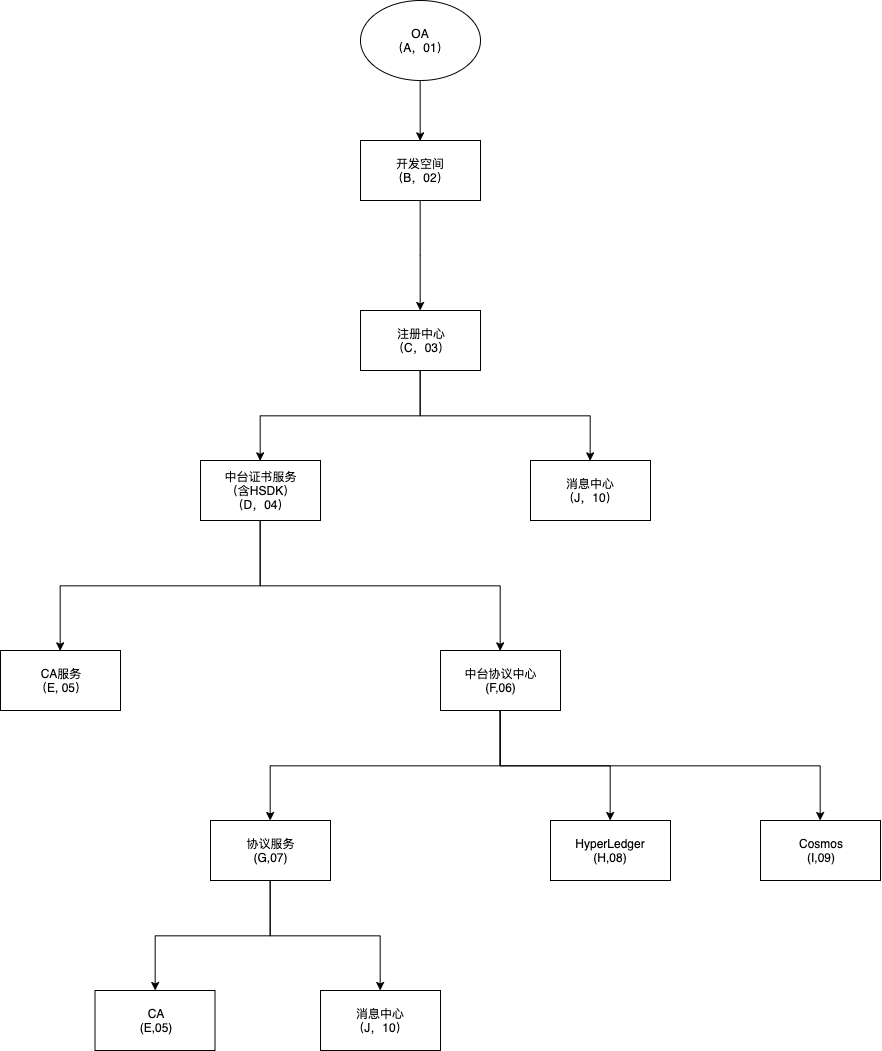 OA
（A，01）
开发空间
（B，02）
注册中心
（C，03）
中台证书服务
（含HSDK）
（D，04）
消息中心
（J，10）
CA服务
（E, 05）
中台协议中心
(F,06)
协议服务
(G,07)
HyperLedger
(H,08)
Cosmos
(I,09)
CA
(E,05)
消息中心
（J，10）